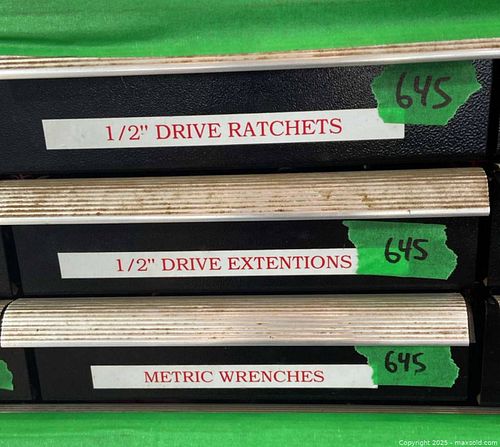 645
1/2" DRIVE RATCHETS
645
1/2" DRIVE EXTENTIONS
645
METRIC WRENCHES
Copyright © 2025 - maxsold.com